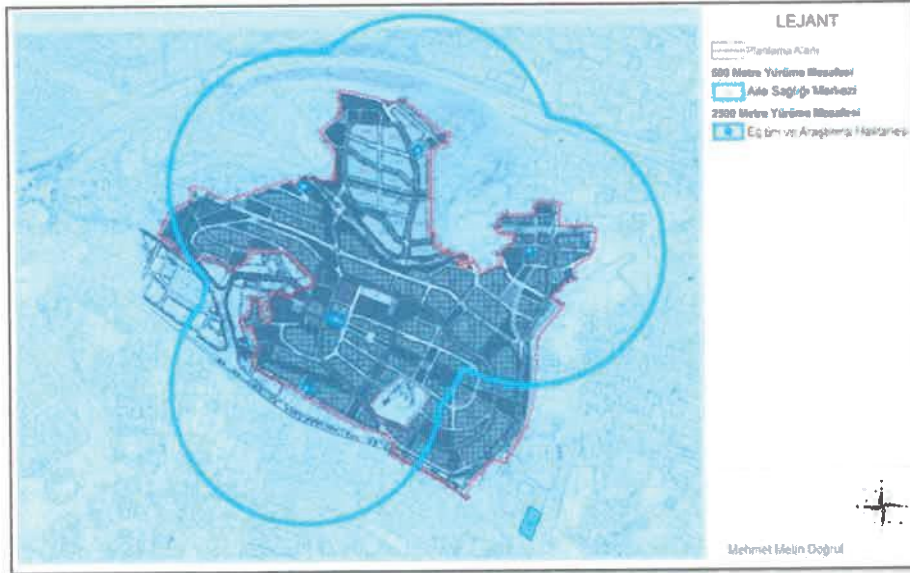 LEJANT
Planlama Alanı
500 Metre Yürüme Mesafesi
Aile Sağlığı Merkezi
2500 Metre Yürüme Mesafesi
Eğitim ve Araştırma Hastanesi
Mehmet Metin Doğrul